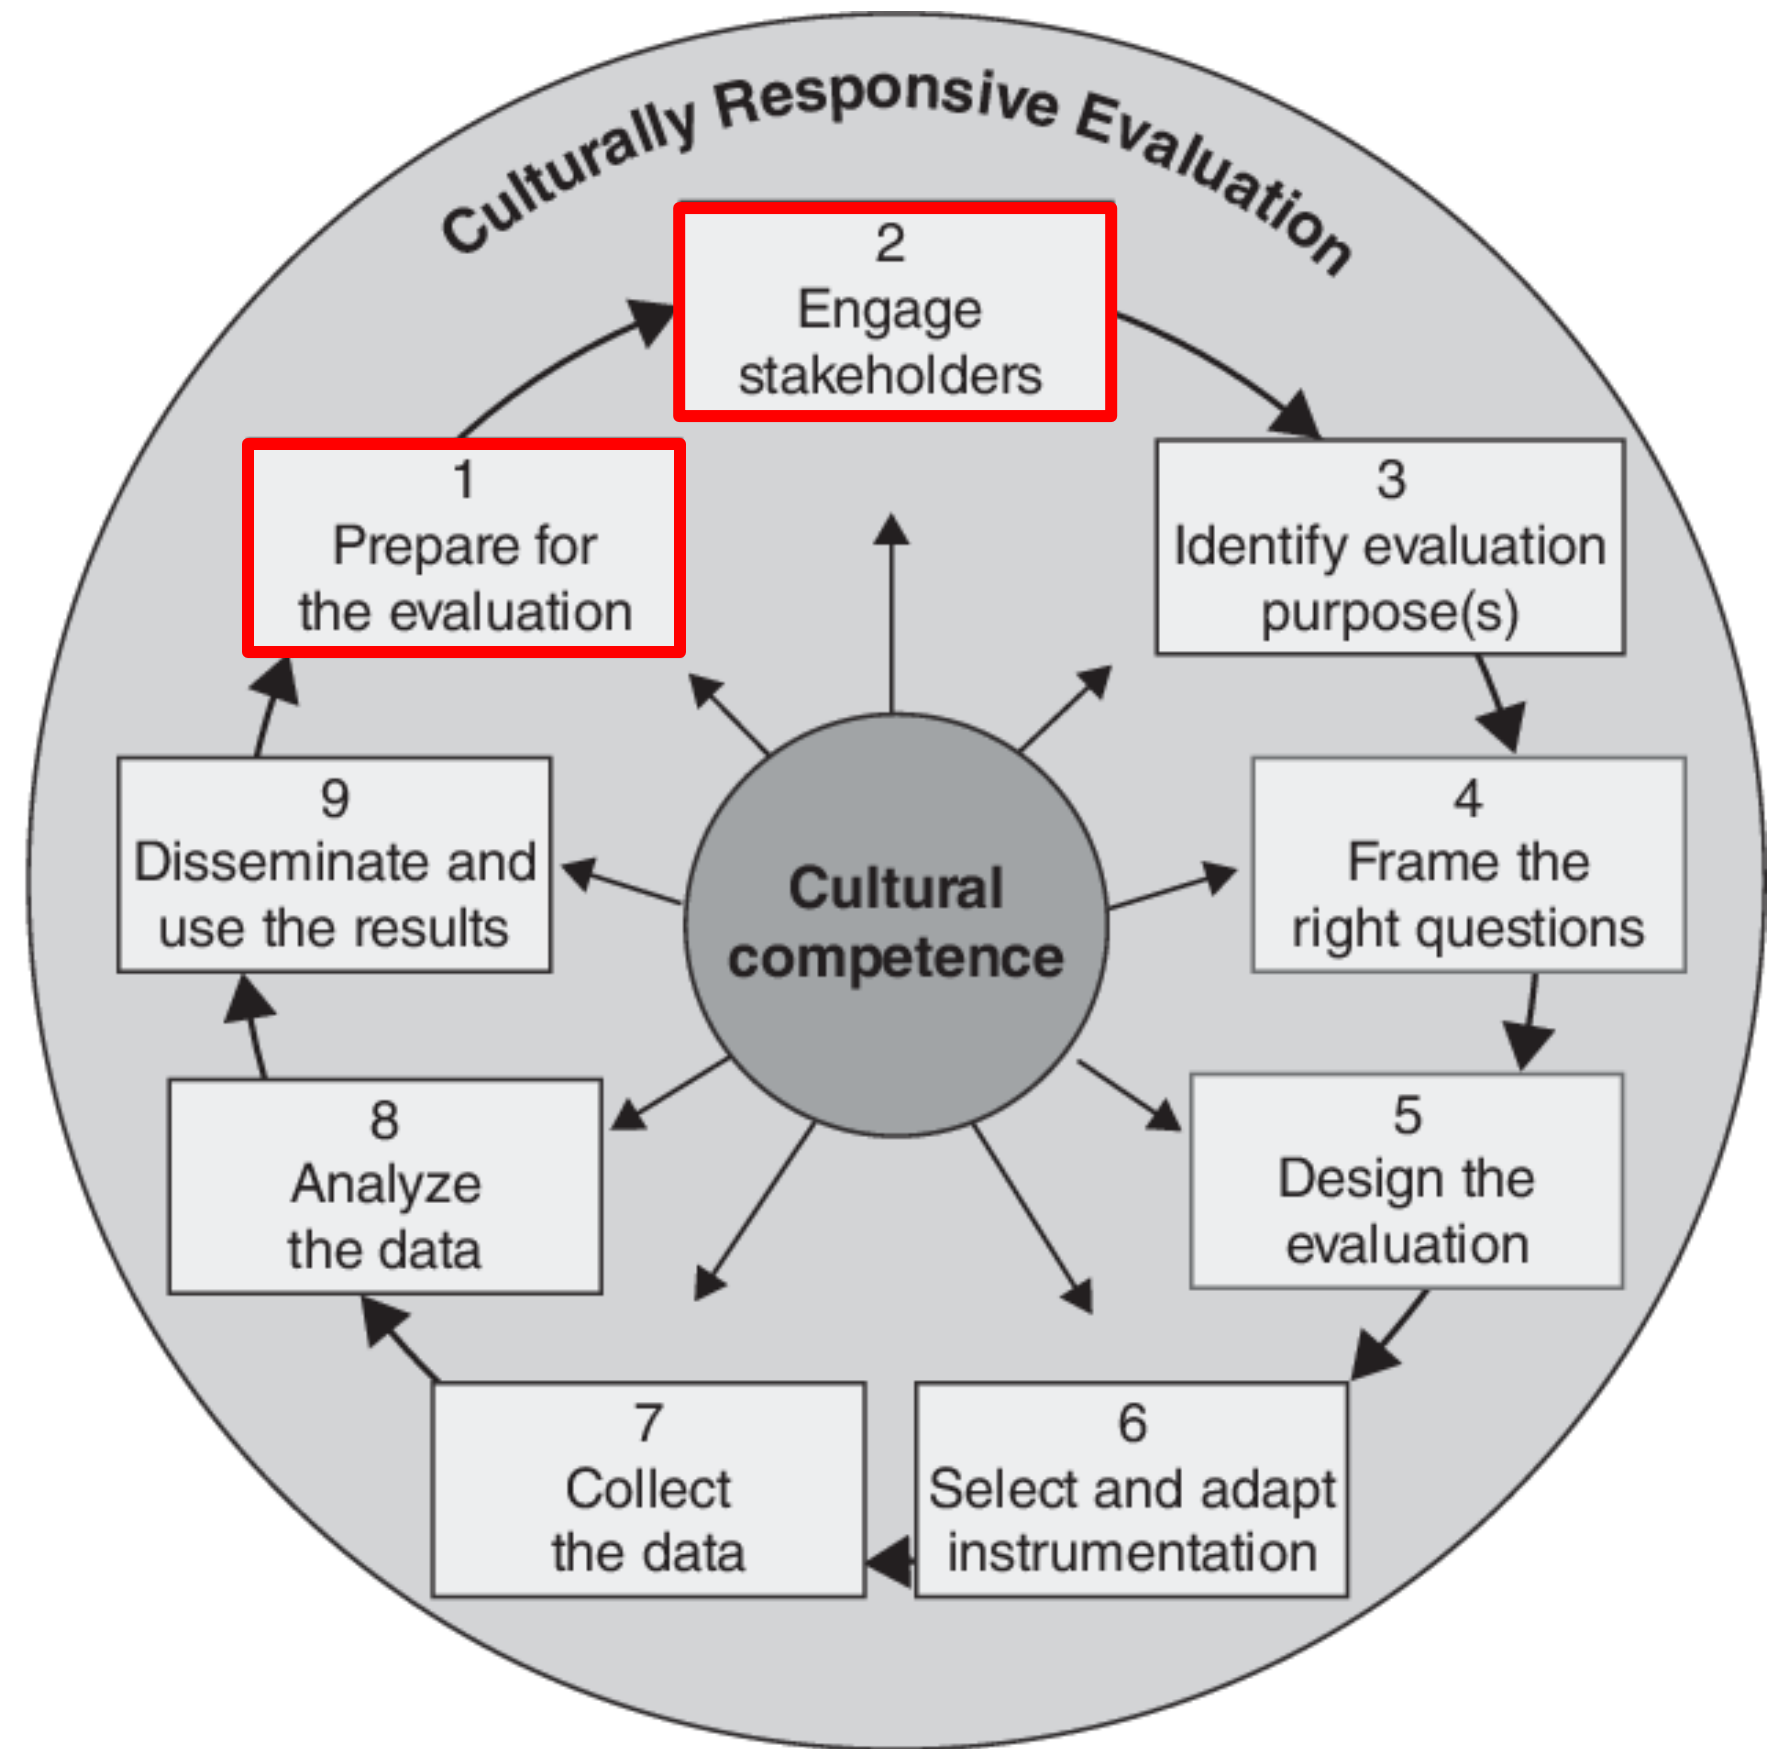 Culturally Responsive Evaluation
1
Prepare for
the evaluation
2
Engage
stakeholders
3
Identify evaluation
purpose(s)
4
Frame the
right questions
5
Design the
evaluation
6
Select and adapt
instrumentation
7
Collect
the data
8
Analyze
the data
9
Disseminate and
use the results
Cultural
competence